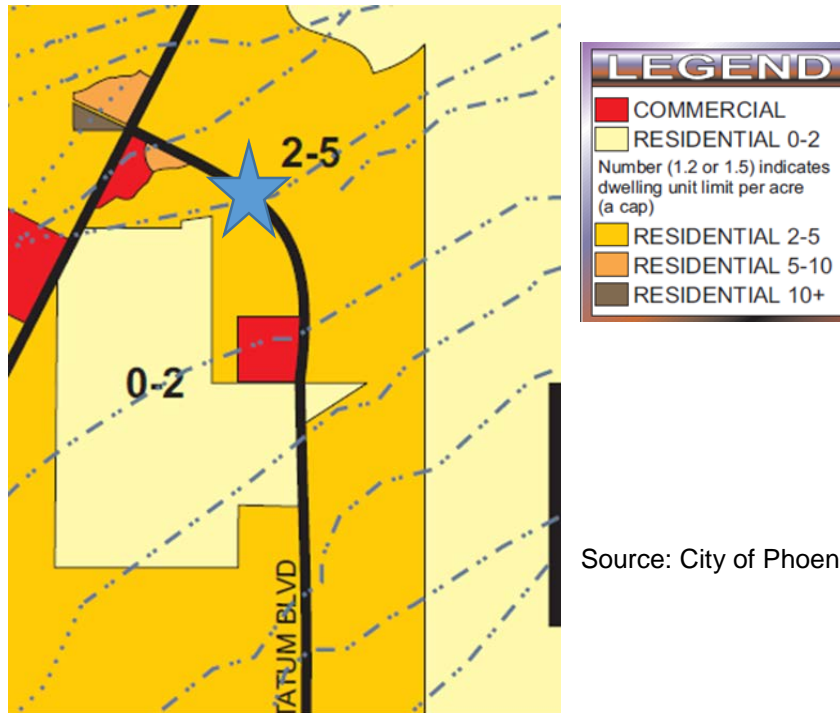 2-5
0-2
TATUM BLVD
LEGEND
COMMERCIAL
RESIDENTIAL 0-2
Number (1.2 or 1.5) indicates
dwelling unit limit per acre
(a cap)
RESIDENTIAL 2-5
RESIDENTIAL 5-10
RESIDENTIAL 10+
Source: City of Phoen